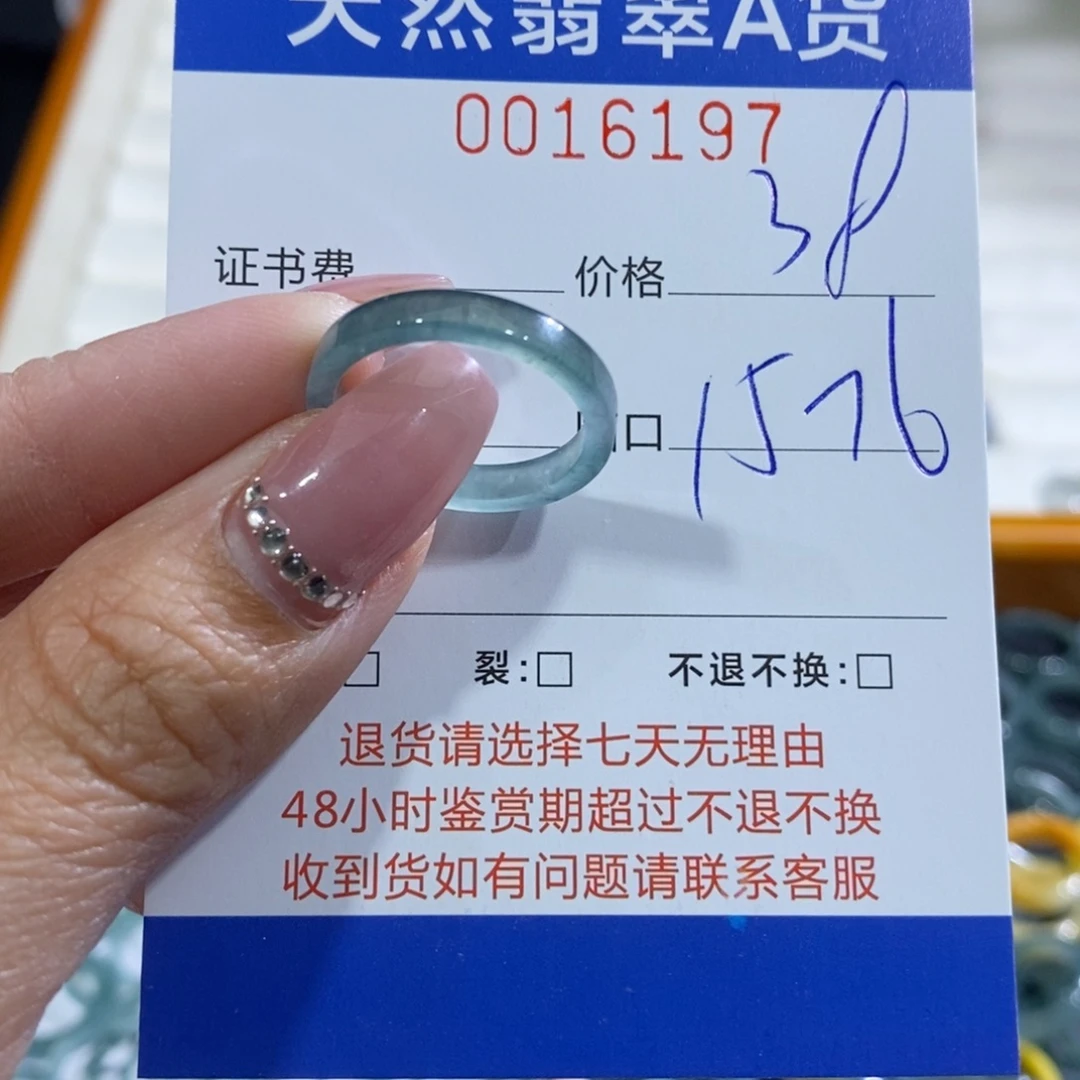 天然翡翠A货
0016197
证书费 价格 38
口 1576
裂:□ 不退不换:□
退货请选择七天无理由
48小时鉴赏期超过不退不换
收到货如有问题请联系客服